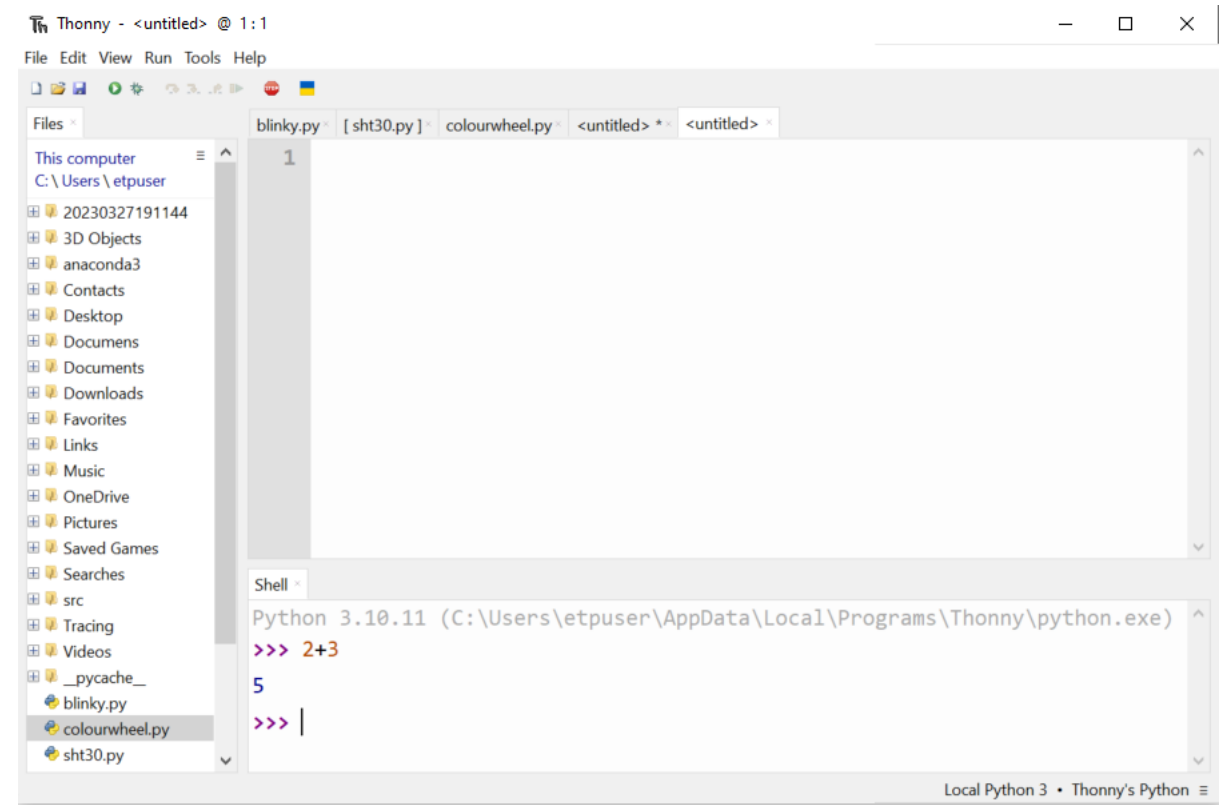 Thonny - <untitled> @ 1:1
File Edit View Run Tools Help
Files
blinky.py [ sht30.py ] colourwheel.py <untitled> * <untitled>
This computer
C:\Users\etpuser
20230327191144
3D Objects
anaconda3
Contacts
Desktop
Documens
Documents
Downloads
Favorites
Links
Music
OneDrive
Pictures
Saved Games
Searches
src
Tracing
Videos
__pycache__
blinky.py
colourwheel.py
sht30.py
1
Shell
Python 3.10.11 (C:\Users\etpuser\AppData\Local\Programs\Thonny\python.exe)
>>> 2+3
5
>>>
Local Python 3 • Thonny's Python